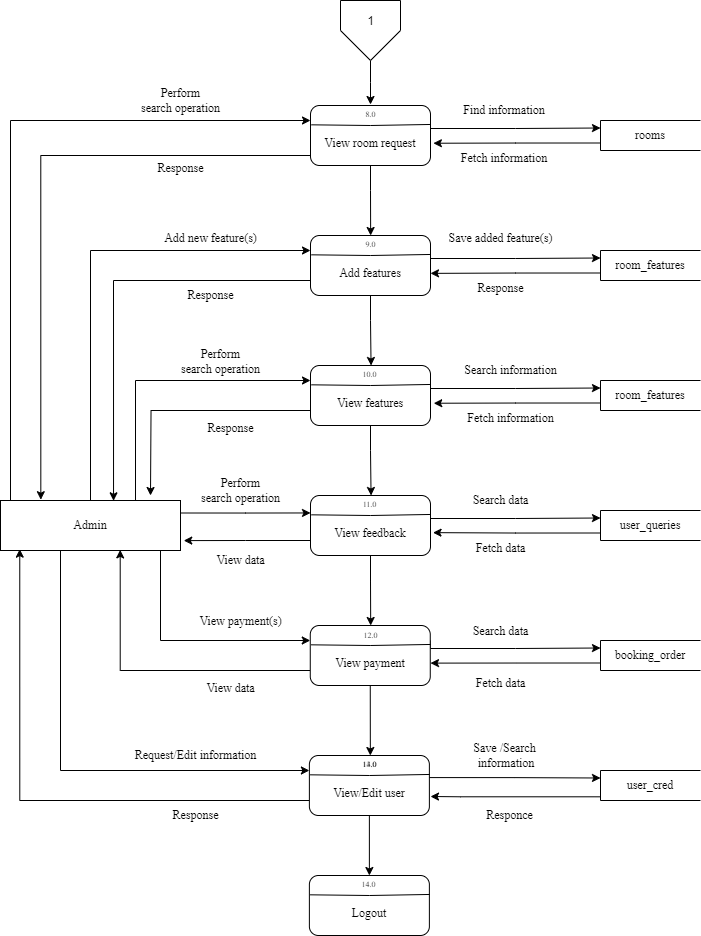 1
Perform
search operation
8.0
View room request
Find information
rooms
Fetch information
Response
Add new feature(s)
9.0
Add features
Save added feature(s)
room_features
Response
Response
Perform
search operation
10.0
View features
Search information
room_features
Fetch information
Response
Perform
search operation
11.0
View feedback
Search data
user_queries
Fetch data
Admin
View data
View payment(s)
12.0
View payment
Search data
booking_order
Fetch data
View data
Request/Edit information
14.0
View/Edit user
Save /Search
information
user_cred
Responce
Response
14.0
Logout